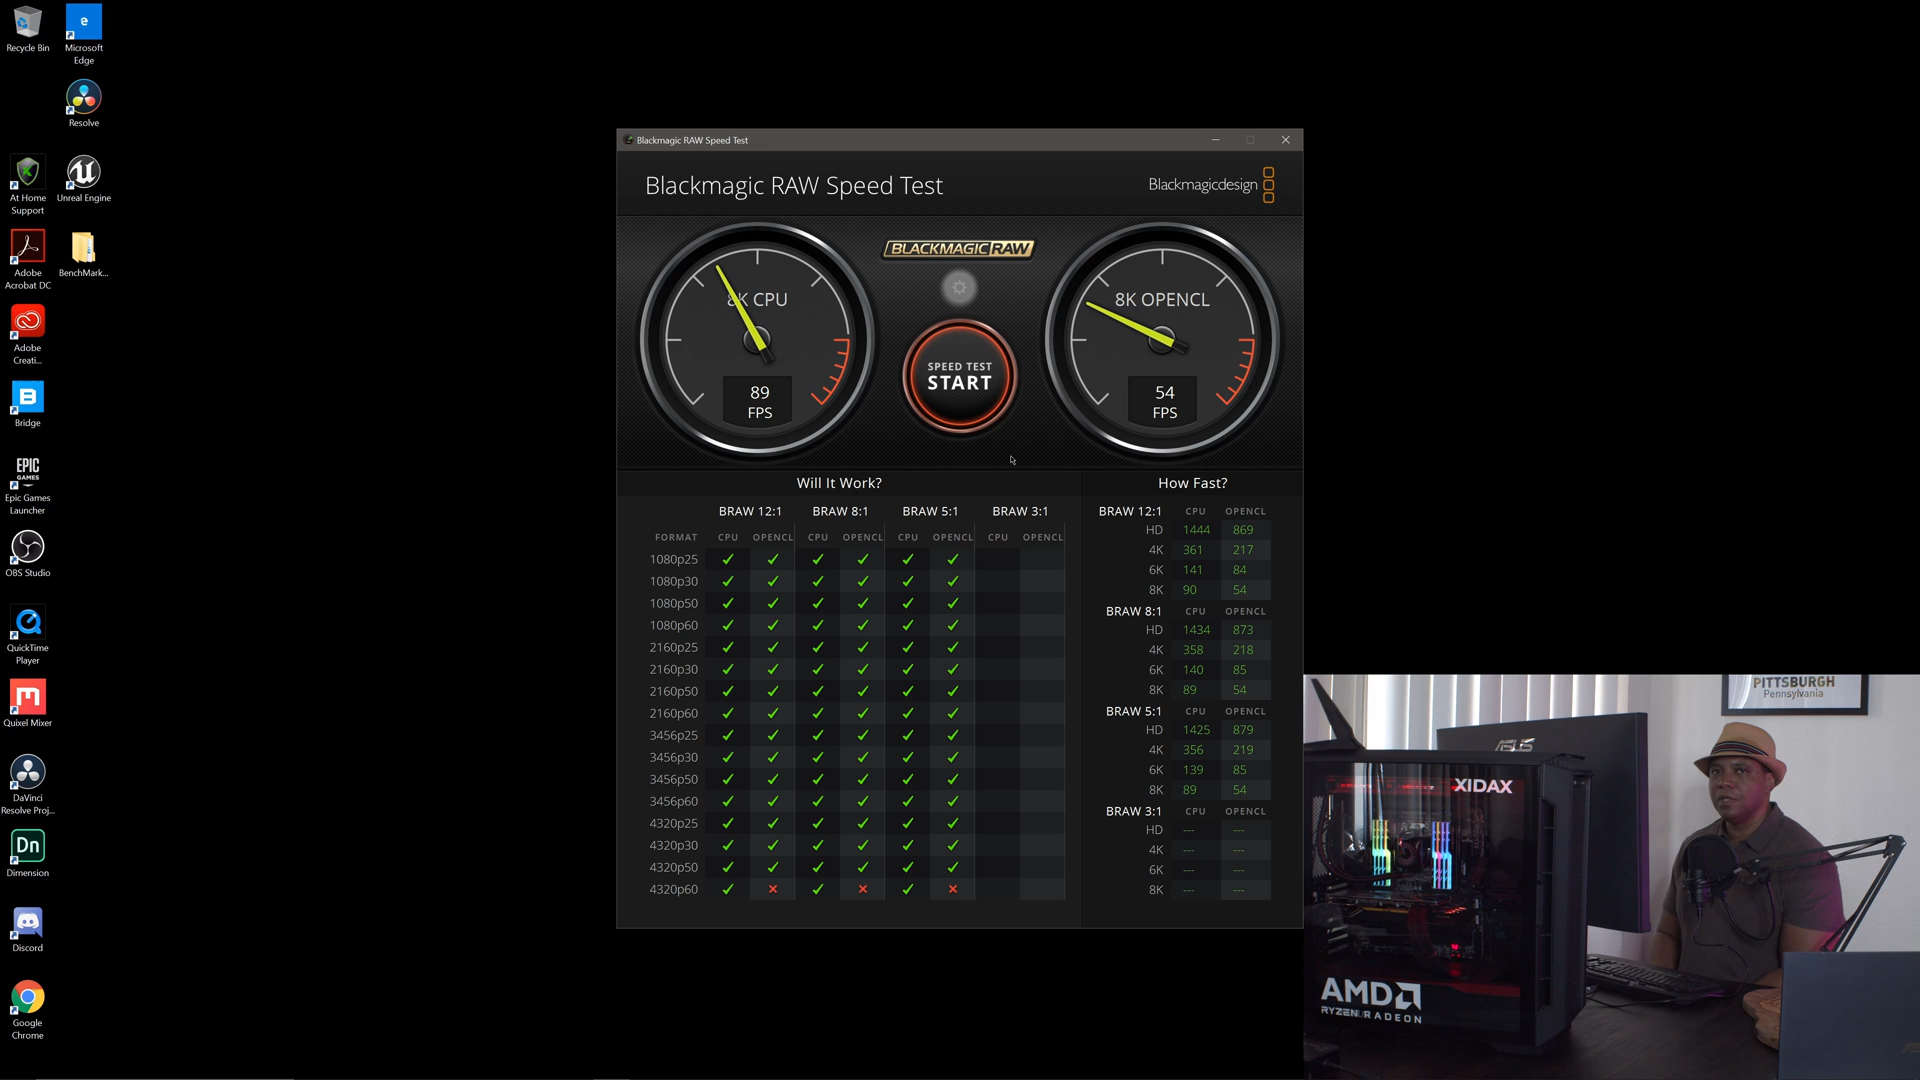 Recycle Bin
Microsoft
Edge
Resolve
At Home
Support
Unreal Engine
Adobe
Acrobat DC
BenchMark...
Adobe
Creati...
Bridge
EPIC
GAMES
Epic Games
Launcher
OBS Studio
QuickTime
Player
Quixel Mixer
DaVinci
Resolve Proj...
Dn
Dimension
Discord
Google
Chrome
Blackmagic RAW Speed Test
Blackmagic RAW Speed Test
Blackmagicdesign
BLACKMAGIC RAW
8K CPU
89
FPS
SPEED TEST
START
8K OPENCL
54
FPS
Will It Work?
BRAW 12:1 BRAW 8:1 BRAW 5:1 BRAW 3:1
FORMAT CPU OPENCL CPU OPENCL CPU OPENCL CPU OPENCL
1080p25
1080p30
1080p50
1080p60
2160p25
2160p30
2160p50
2160p60
3456p25
3456p30
3456p50
3456p60
4320p25
4320p30
4320p50
4320p60
How Fast?
BRAW 12:1 CPU OPENCL
HD 1444 869
4K 361 217
6K 141 84
8K 90 54
BRAW 8:1 CPU OPENCL
HD 1434 873
4K 358 218
6K 140 85
8K 89 54
BRAW 5:1 CPU OPENCL
HD 1425 879
4K 356 219
6K 139 85
8K 89 54
BRAW 3:1 CPU OPENCL
HD --- ---
4K --- ---
6K --- ---
8K --- ---
PITTSBURGH
Pennsylvania
ASUS
XIDAX
AMD
RYZEN RADEON